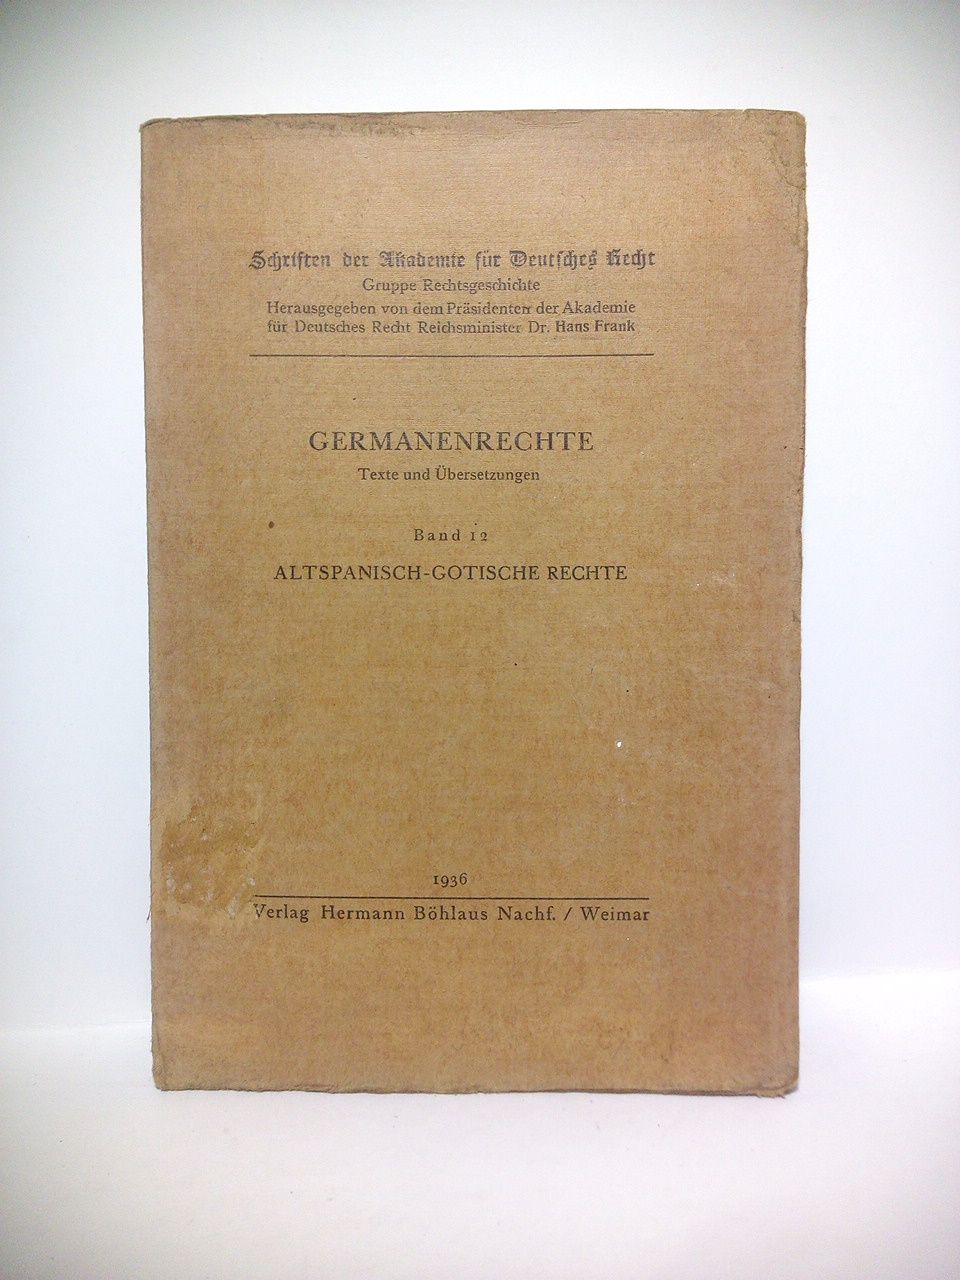 Schriften der Akademie für Deutsches Recht
Gruppe Rechtsgeschichte
Herausgegeben von dem Präsidenten der Akademie
für Deutsches Recht Reichsminister Dr. Hans Frank
GERMANENRECHTE
Texte und Übersetzungen
Band 12
ALTSPANISCH-GOTISCHE RECHTE
1936
Verlag Hermann Böhlaus Nachf. / Weimar